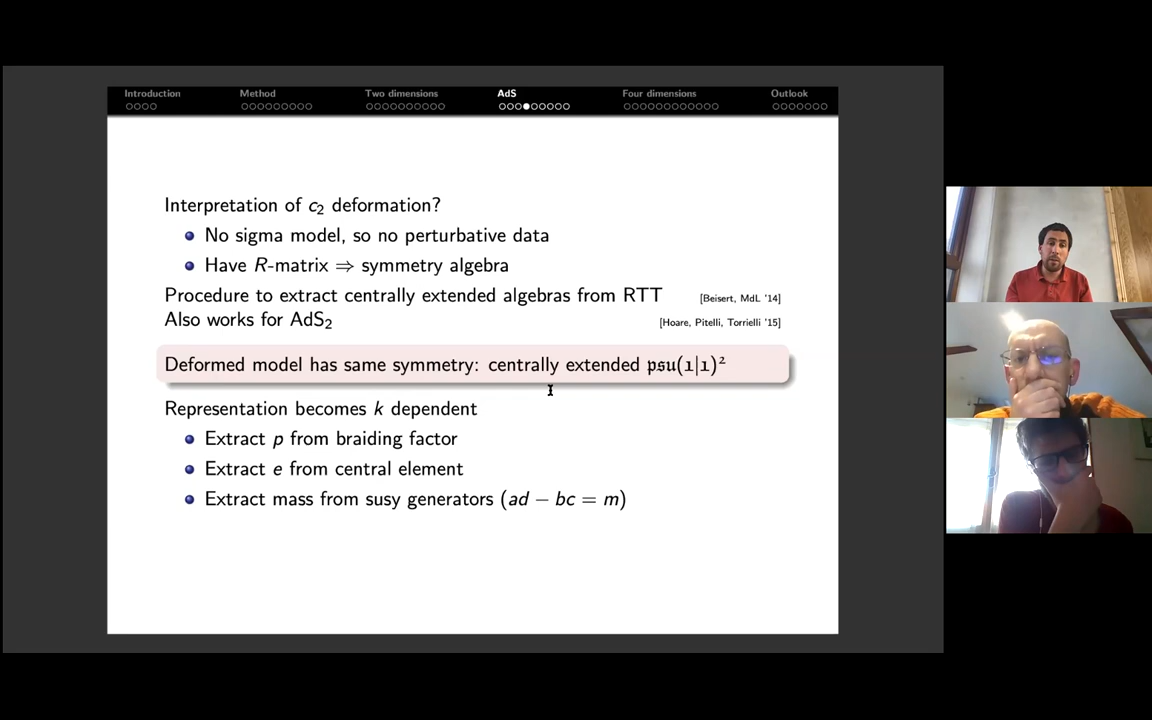 Introduction Method Two dimensions AdS Four dimensions Outlook
Interpretation of c₂ deformation?
No sigma model, so no perturbative data
Have R-matrix ⇒ symmetry algebra
Procedure to extract centrally extended algebras from RTT [Beisert, MdL '14]
Also works for AdS₂ [Hoare, Pitelli, Torrielli '15]
Deformed model has same symmetry: centrally extended 𝔭𝔰𝔲(1|1)²
Representation becomes k dependent
Extract p from braiding factor
Extract e from central element
Extract mass from susy generators (ad − bc = m)